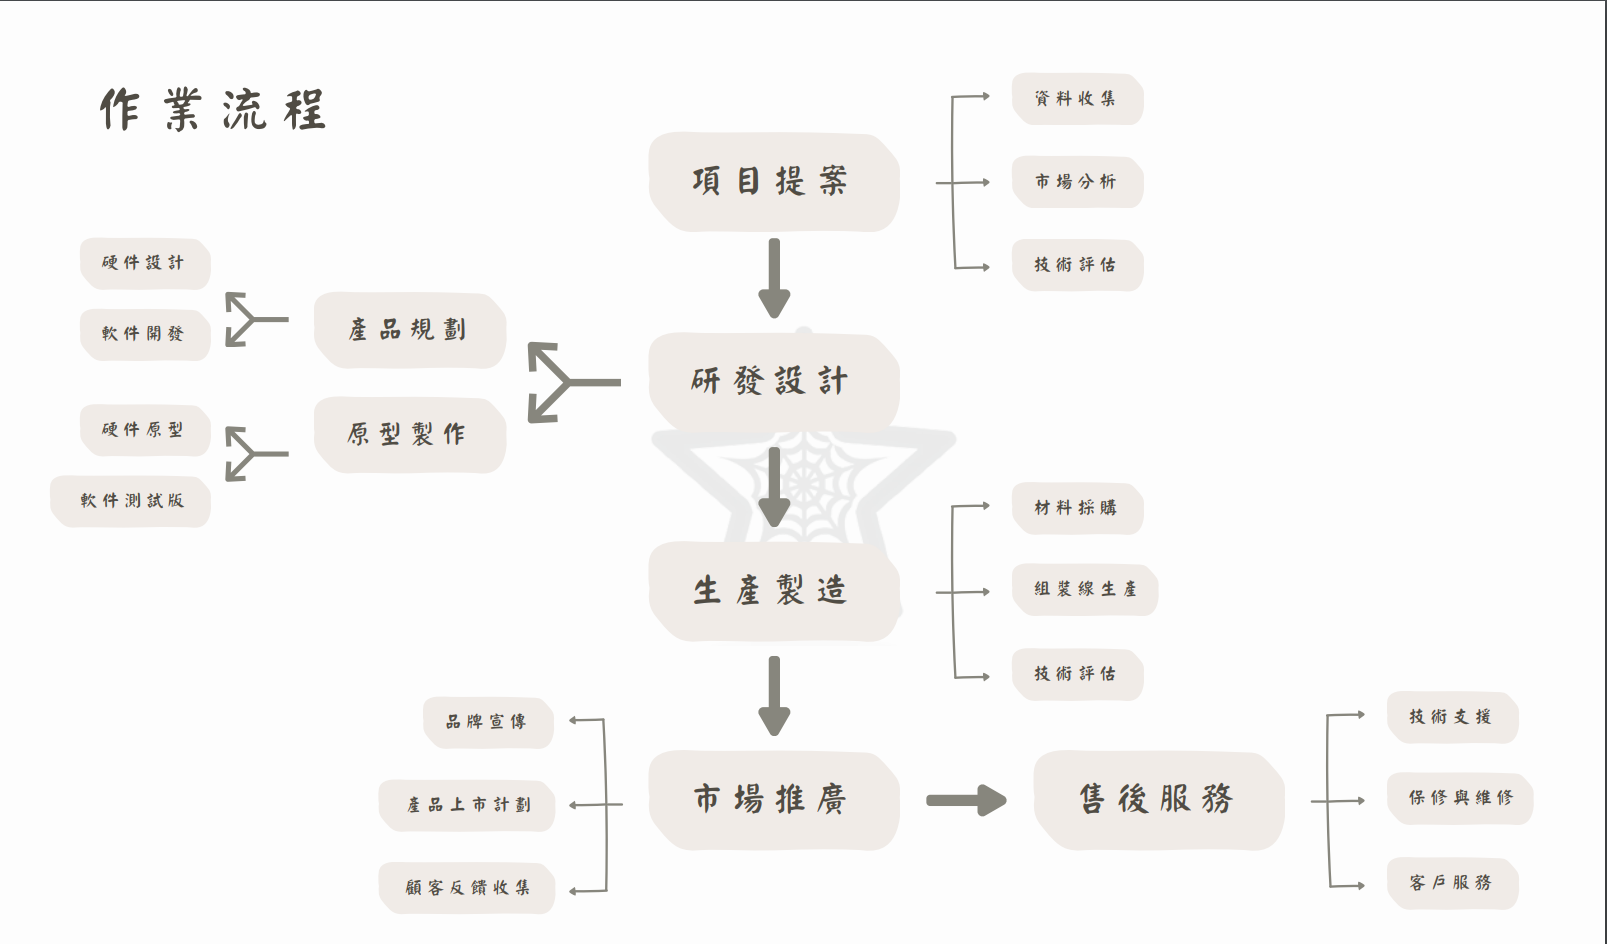 作業流程
項目提案
資料收集
市場分析
技術評估
研發設計
產品規劃
硬件設計
軟件開發
原型製作
硬件原型
軟件測試版
生產製造
材料採購
組裝線生產
技術評估
市場推廣
品牌宣傳
產品上市計劃
顧客反饋收集
售後服務
技術支援
保修與維修
客戶服務